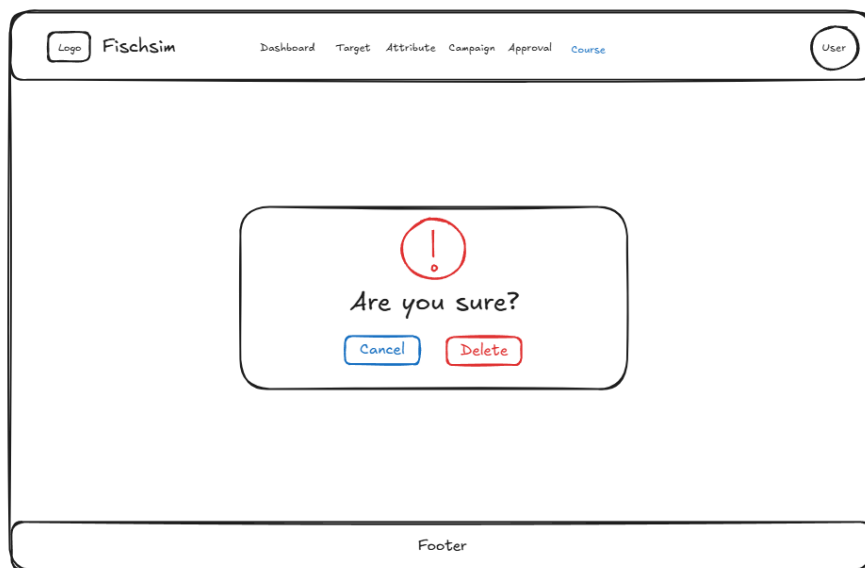 Logo Fischsim Dashboard Target Attribute Campaign Approval Course User
!
Are you sure?
Cancel Delete
Footer